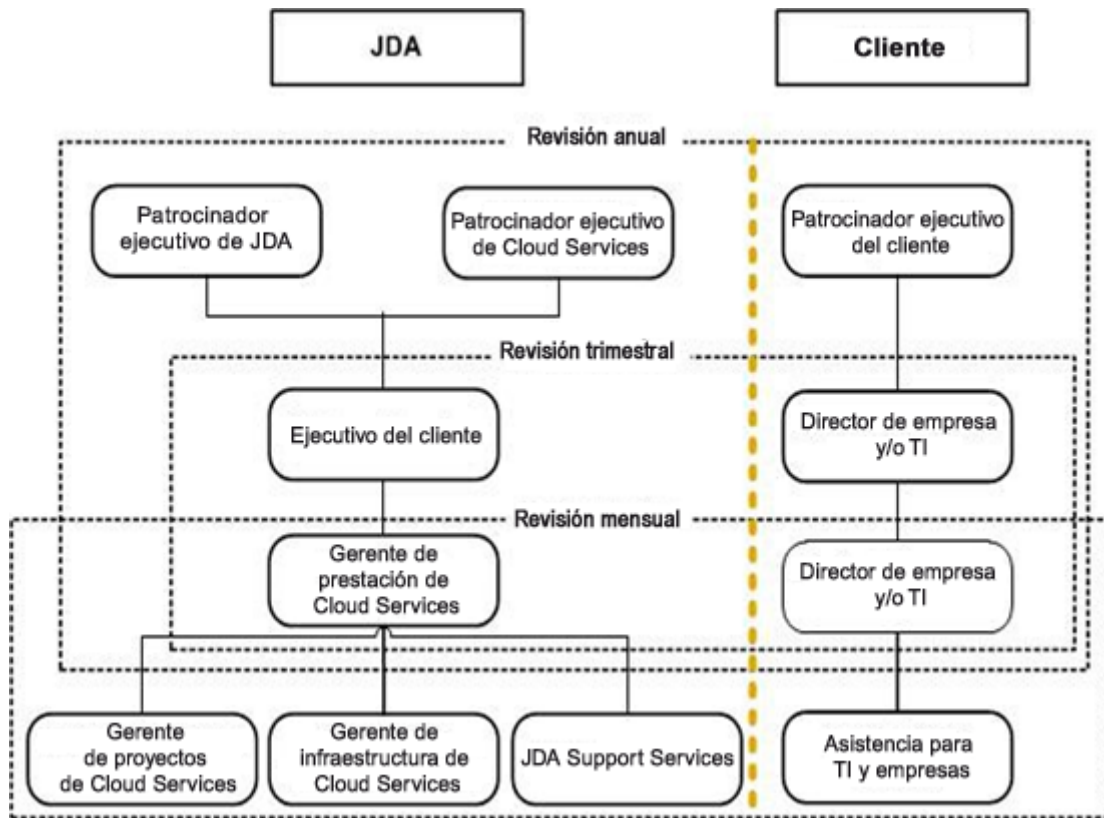 JDA
Cliente
Revisión anual
Patrocinador
ejecutivo de JDA
Patrocinador ejecutivo
de Cloud Services
Patrocinador ejecutivo
del cliente
Revisión trimestral
Ejecutivo del cliente
Director de empresa
y/o TI
Revisión mensual
Gerente de
prestación de
Cloud Services
Director de empresa
y/o TI
Gerente
de proyectos
de Cloud Services
Gerente de
infraestructura de
Cloud Services
JDA Support Services
Asistencia para
TI y empresas